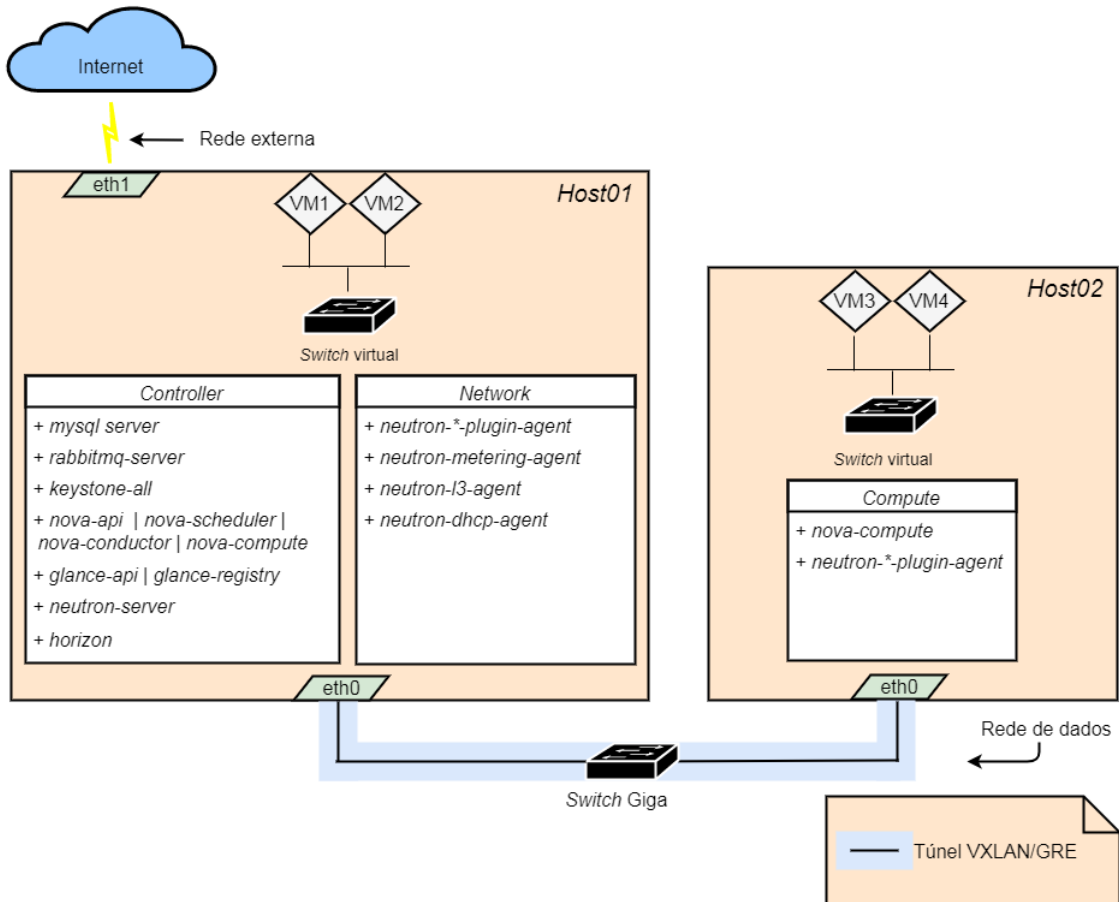 Internet
Rede externa
eth1
VM1
VM2
Host01
Switch virtual
Controller
+ mysql server
+ rabbitmq-server
+ keystone-all
+ nova-api | nova-scheduler |
nova-conductor | nova-compute
+ glance-api | glance-registry
+ neutron-server
+ horizon
Network
+ neutron-*-plugin-agent
+ neutron-metering-agent
+ neutron-l3-agent
+ neutron-dhcp-agent
eth0
VM3
VM4
Host02
Switch virtual
Compute
+ nova-compute
+ neutron-*-plugin-agent
eth0
Rede de dados
Switch Giga
Túnel VXLAN/GRE